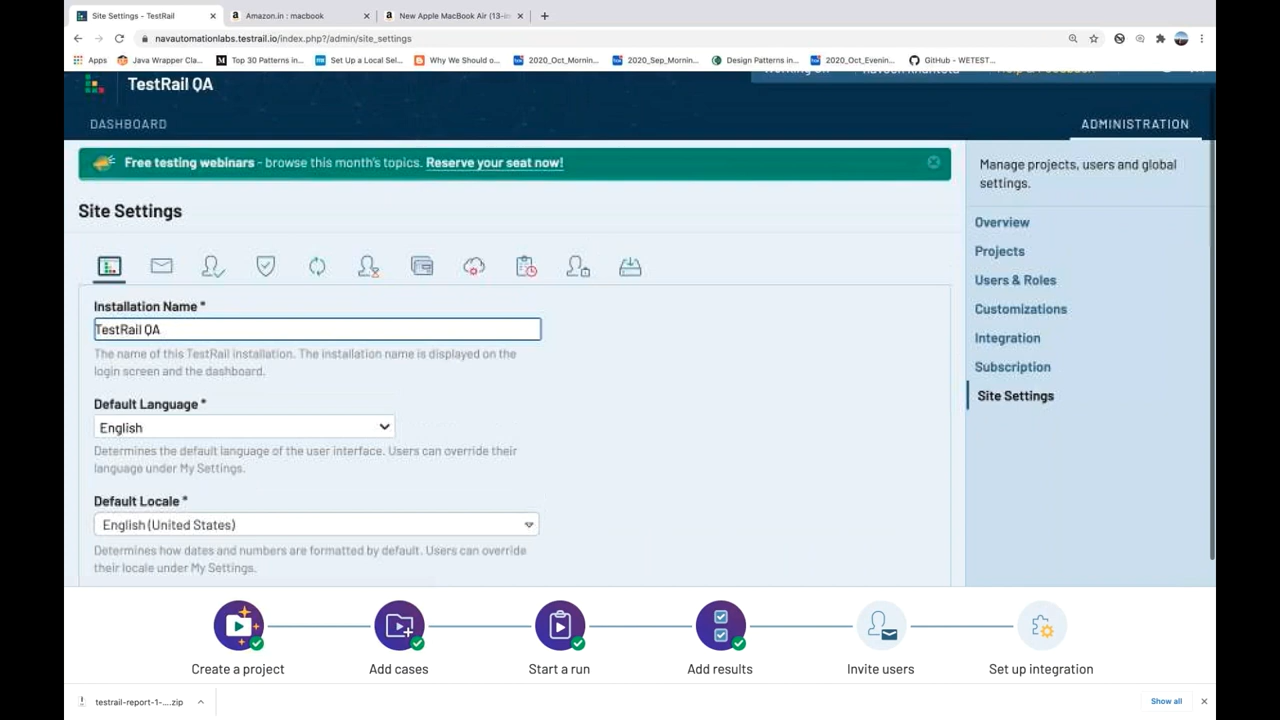 Site Settings - TestRail
Amazon.in : macbook
New Apple MacBook Air (13-in
navautomationlabs.testrail.io/index.php?/admin/site_settings
Apps
Java Wrapper Cla...
Top 30 Patterns in...
Set Up a Local Sel...
Why We Should o...
2020_Oct_Mornin...
2020_Sep_Mornin...
Design Patterns in...
2020_Oct_Evenin...
GitHub - WETEST...
TestRail QA
Help & Feedback
DASHBOARD
ADMINISTRATION
Free testing webinars - browse this month's topics. Reserve your seat now!
Manage projects, users and global
settings.
Site Settings
Overview
Projects
Users & Roles
Customizations
Integration
Subscription
Site Settings
Installation Name *
TestRail QA
The name of this TestRail installation. The installation name is displayed on the
login screen and the dashboard.
Default Language *
English
Determines the default language of the user interface. Users can override their
language under My Settings.
Default Locale *
English (United States)
Determines how dates and numbers are formatted by default. Users can override
their locale under My Settings.
Create a project
Add cases
Start a run
Add results
Invite users
Set up integration
testrail-report-1-....zip
Show all